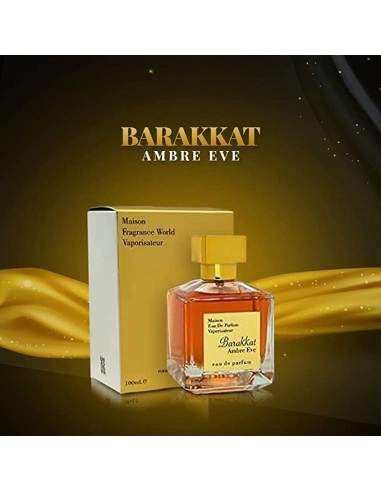 BARAKKAT
AMBRE EVE
Maison
Fragrance World
Vaporisateur
100mL e
Maison
Eau De Parfum
Vaporisateur
Barakkat
Ambre Eve
eau de parfum